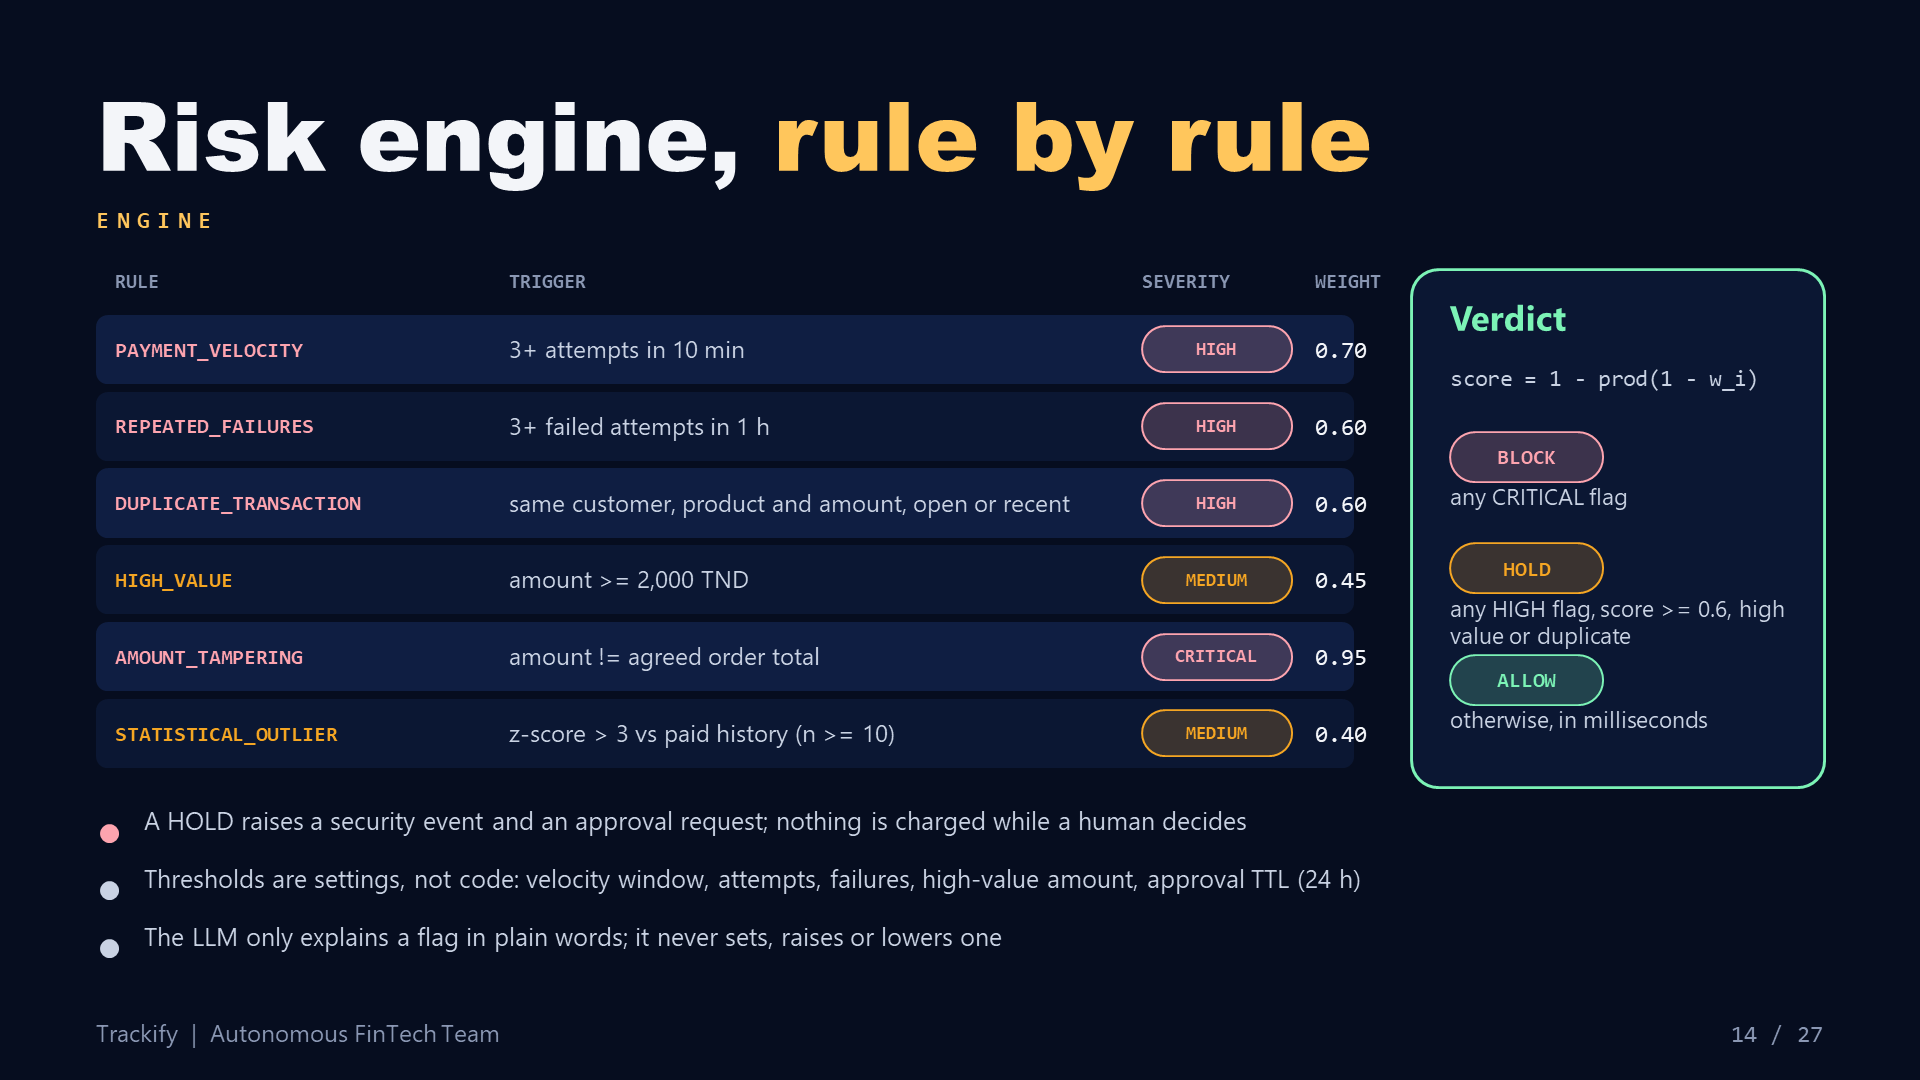 Risk engine, rule by rule
ENGINE
RULE TRIGGER SEVERITY WEIGHT
PAYMENT_VELOCITY 3+ attempts in 10 min HIGH 0.70
REPEATED_FAILURES 3+ failed attempts in 1 h HIGH 0.60
DUPLICATE_TRANSACTION same customer, product and amount, open or recent HIGH 0.60
HIGH_VALUE amount >= 2,000 TND MEDIUM 0.45
AMOUNT_TAMPERING amount != agreed order total CRITICAL 0.95
STATISTICAL_OUTLIER z-score > 3 vs paid history (n >= 10) MEDIUM 0.40
Verdict
score = 1 - prod(1 - w_i)
BLOCK
any CRITICAL flag
HOLD
any HIGH flag, score >= 0.6, high
value or duplicate
ALLOW
otherwise, in milliseconds
A HOLD raises a security event and an approval request; nothing is charged while a human decides
Thresholds are settings, not code: velocity window, attempts, failures, high-value amount, approval TTL (24 h)
The LLM only explains a flag in plain words; it never sets, raises or lowers one
Trackify | Autonomous FinTech Team
14 / 27